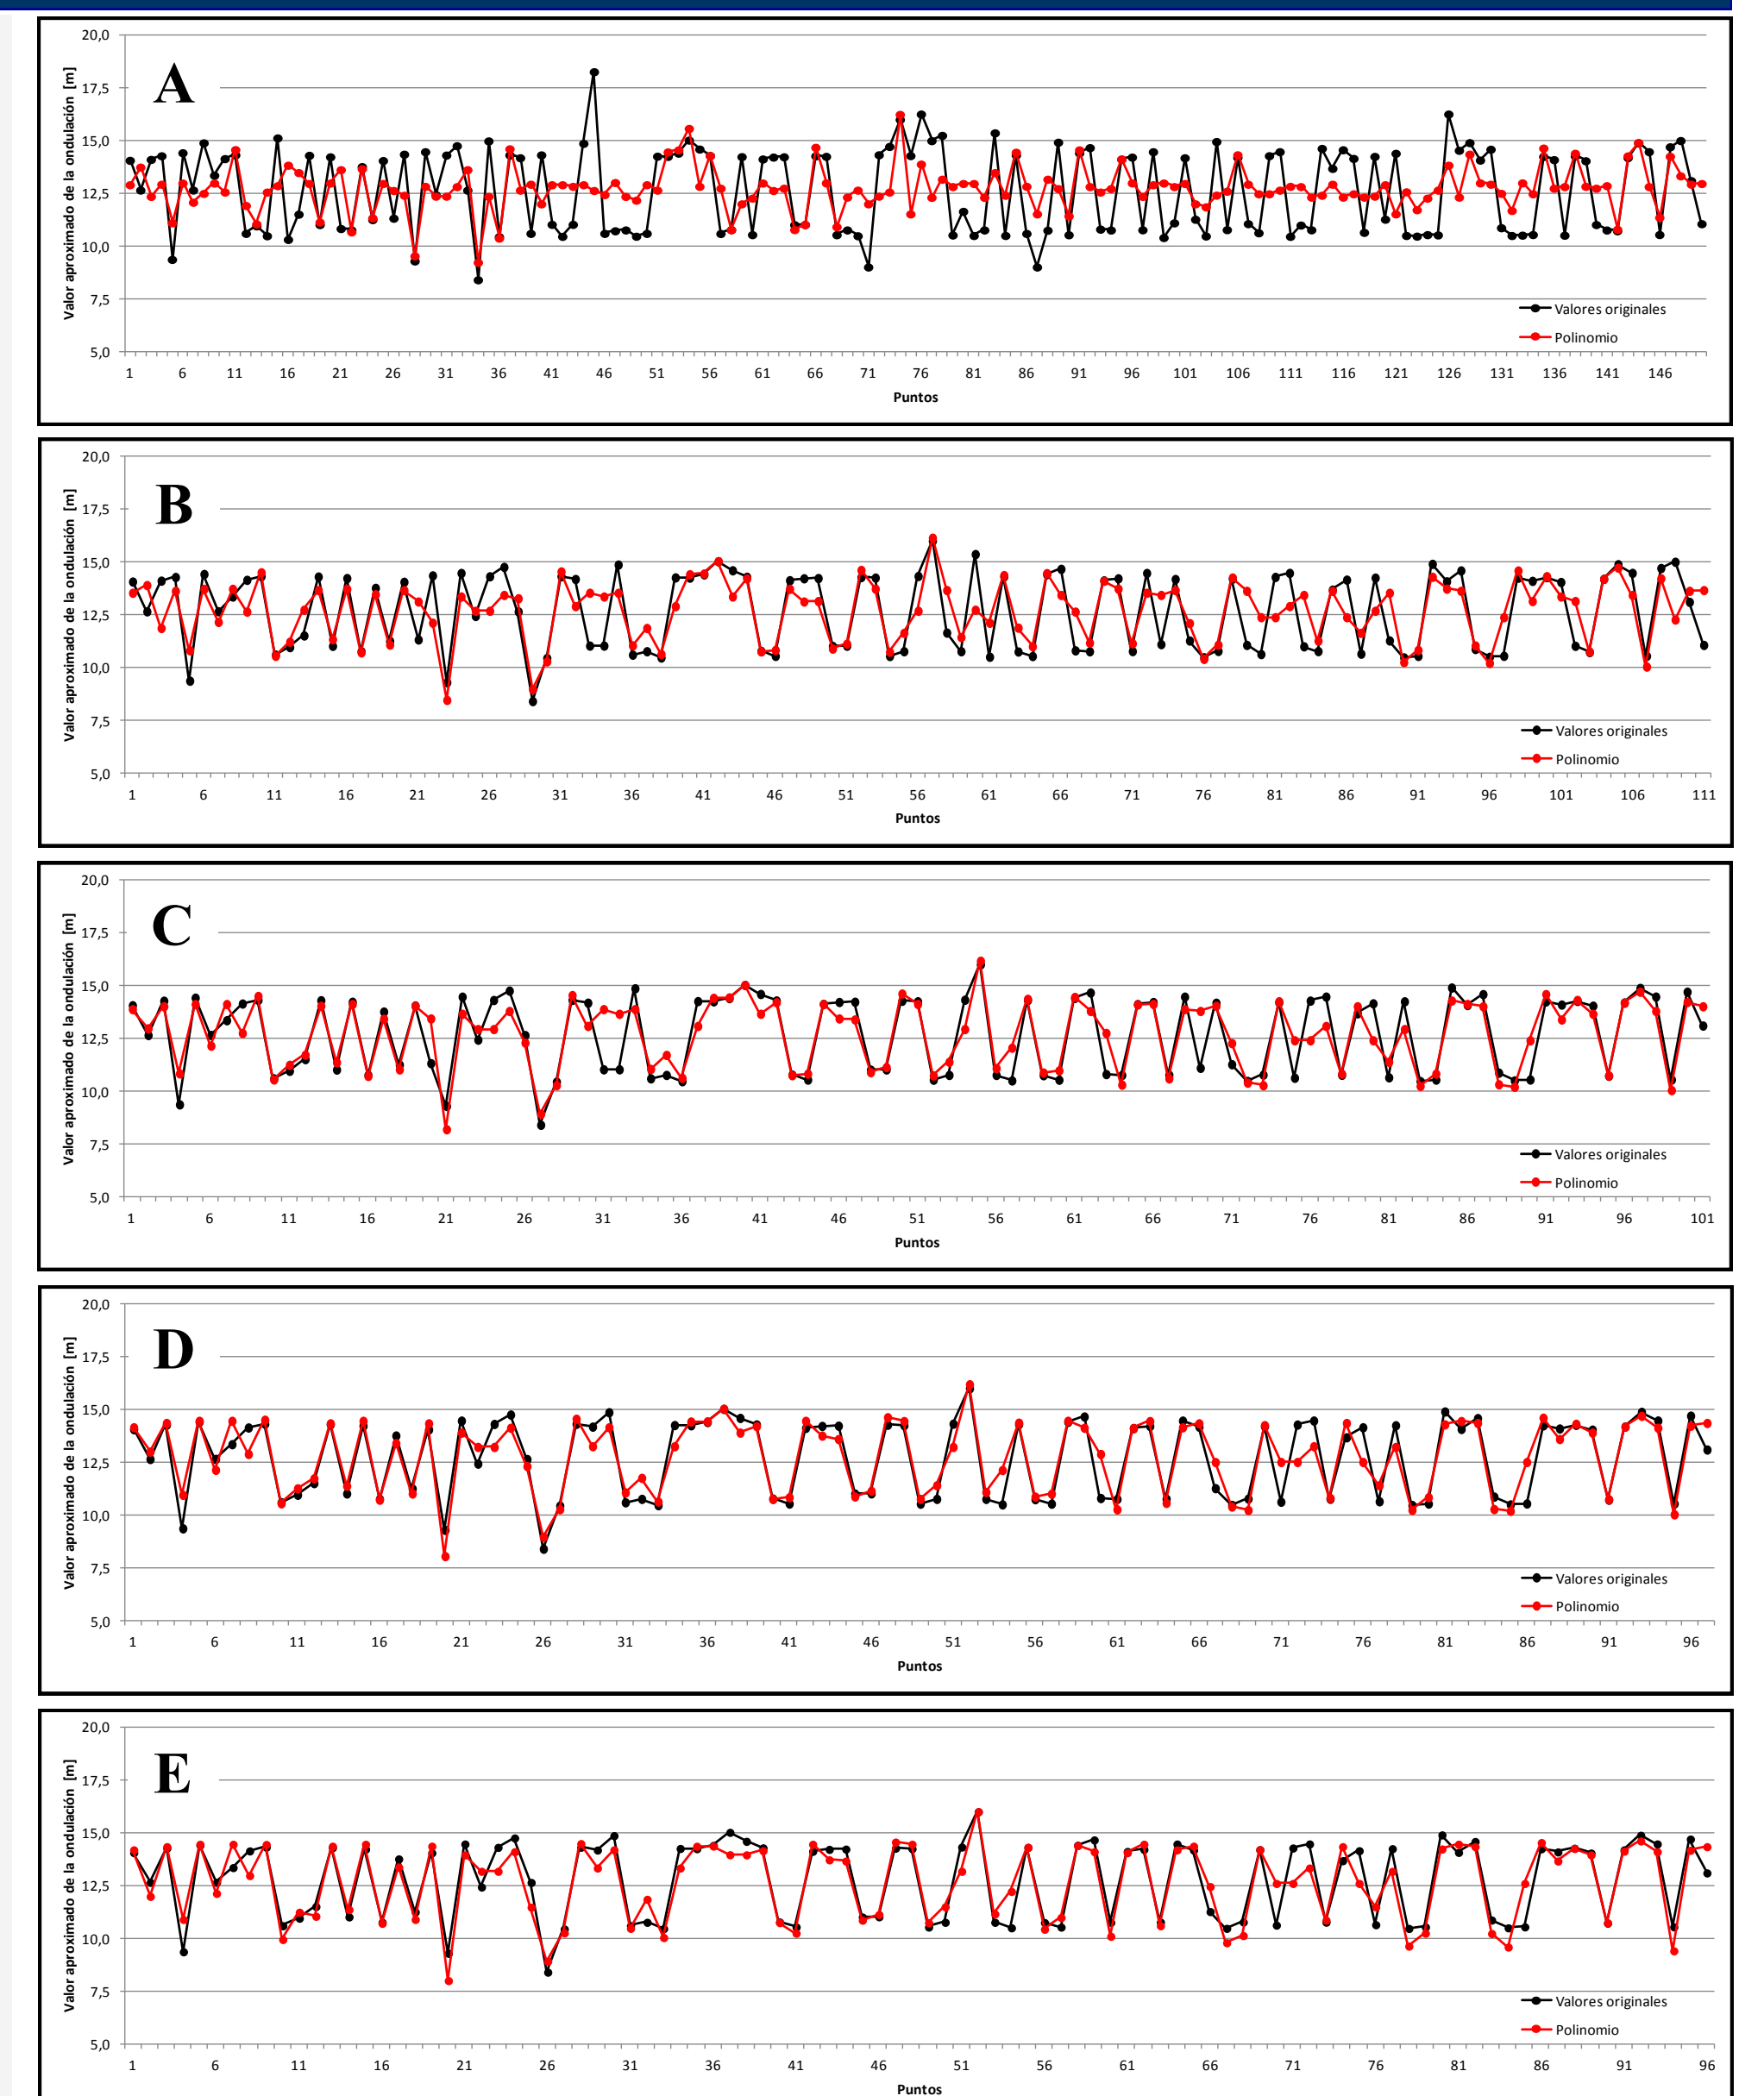 A
Valor aproximado de la ondulación [m]
20,0
17,5
15,0
12,5
10,0
7,5
5,0
Valores originales
Polinomio
1 6 11 16 21 26 31 36 41 46 51 56 61 66 71 76 81 86 91 96 101 106 111 116 121 126 131 136 141 146
Puntos
B
Valor aproximado de la ondulación [m]
20,0
17,5
15,0
12,5
10,0
7,5
5,0
Valores originales
Polinomio
1 6 11 16 21 26 31 36 41 46 51 56 61 66 71 76 81 86 91 96 101 106 111
Puntos
C
Valor aproximado de la ondulación [m]
20,0
17,5
15,0
12,5
10,0
7,5
5,0
Valores originales
Polinomio
1 6 11 16 21 26 31 36 41 46 51 56 61 66 71 76 81 86 91 96 101
Puntos
D
Valor aproximado de la ondulación [m]
20,0
17,5
15,0
12,5
10,0
7,5
5,0
Valores originales
Polinomio
1 6 11 16 21 26 31 36 41 46 51 56 61 66 71 76 81 86 91 96
Puntos
E
Valor aproximado de la ondulación [m]
20,0
17,5
15,0
12,5
10,0
7,5
5,0
Valores originales
Polinomio
1 6 11 16 21 26 31 36 41 46 51 56 61 66 71 76 81 86 91 96
Puntos